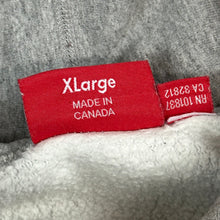 XLarge
MADE IN
CANADA
RN 101837
CA 32812